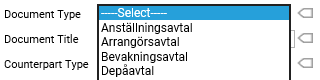 Document Type
-----Select-----
Anställningsavtal
Document Title
Arrangörsavtal
Bevakningsavtal
Counterpart Type
Depåavtal